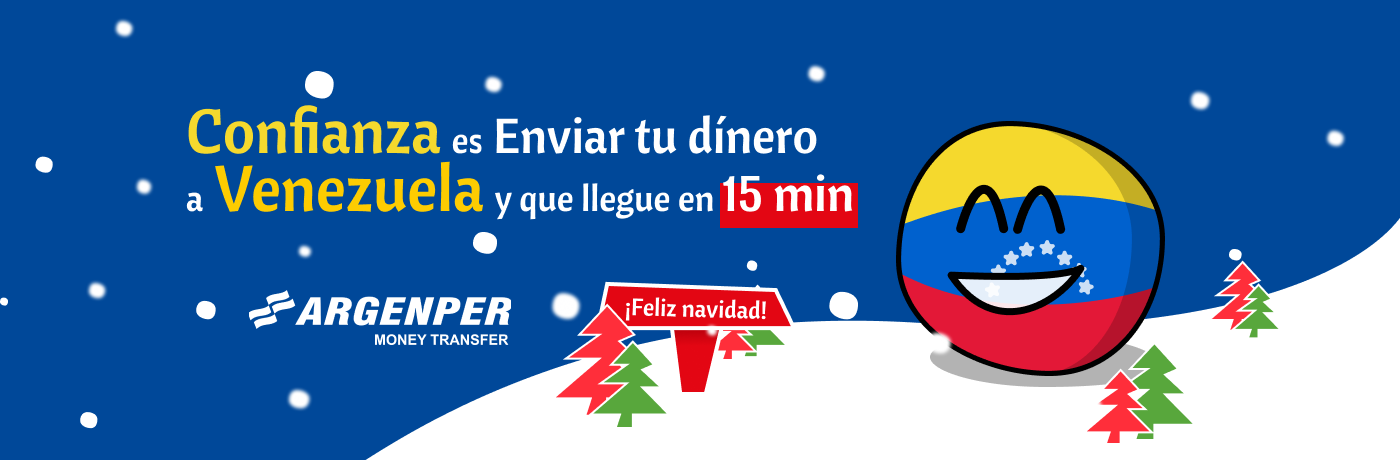 Confianza es Enviar tu dínero
a Venezuela y que llegue en 15 min
ARGENPER
MONEY TRANSFER
¡Feliz navidad!